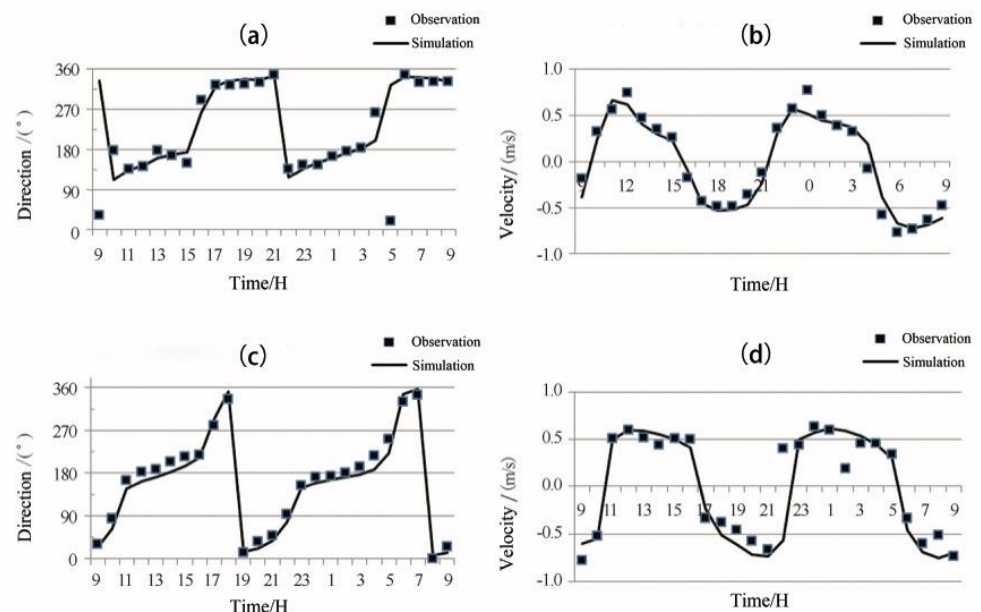 Observation
Simulation
(a)
360
270
180
90
0
Direction /(°)
9 11 13 15 17 19 21 23 1 3 5 7 9
Time/H
Observation
Simulation
(b)
1.0
0.5
0.0
-0.5
-1.0
Velocity/ (m/s)
9 12 15 18 21 0 3 6 9
Time/H
Observation
Simulation
(c)
360
270
180
90
0
Direction /(°)
9 11 13 15 17 19 21 23 1 3 5 7 9
Time/H
Observation
Simulation
(d)
1.0
0.5
0.0
-0.5
-1.0
Velocity / (m/s)
9 11 13 15 17 19 21 23 1 3 5 7 9
Time/H